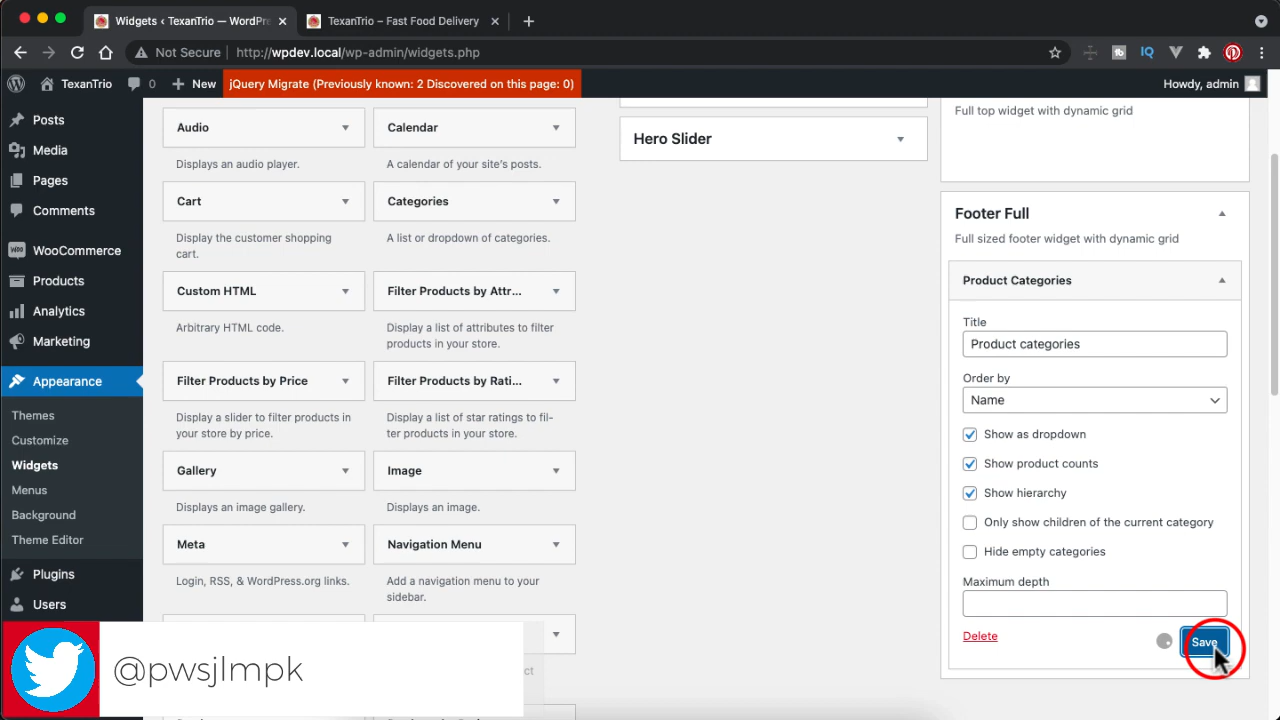 Widgets ‹ TexanTrio — WordPre
TexanTrio – Fast Food Delivery
Not Secure
http://wpdev.local/wp-admin/widgets.php
IQ
TexanTrio
0
New
jQuery Migrate (Previously known: 2 Discovered on this page: 0)
Howdy, admin
Posts
Media
Pages
Comments
WooCommerce
Products
Analytics
Marketing
Appearance
Themes
Customize
Widgets
Menus
Background
Theme Editor
Plugins
Users
Audio
Displays an audio player.
Calendar
A calendar of your site's posts.
Cart
Display the customer shopping
cart.
Categories
A list or dropdown of categories.
Custom HTML
Arbitrary HTML code.
Filter Products by Attr...
Display a list of attributes to filter
products in your store.
Filter Products by Price
Display a slider to filter products in
your store by price.
Filter Products by Rati...
Display a list of star ratings to fil-
ter products in your store.
Gallery
Displays an image gallery.
Image
Displays an image.
Meta
Login, RSS, & WordPress.org links.
Navigation Menu
Add a navigation menu to your
sidebar.
Hero Slider
Full top widget with dynamic grid
Footer Full
Full sized footer widget with dynamic grid
Product Categories
Title
Product categories
Order by
Name
Show as dropdown
Show product counts
Show hierarchy
Only show children of the current category
Hide empty categories
Maximum depth
Delete
Save
@pwsjlmpk